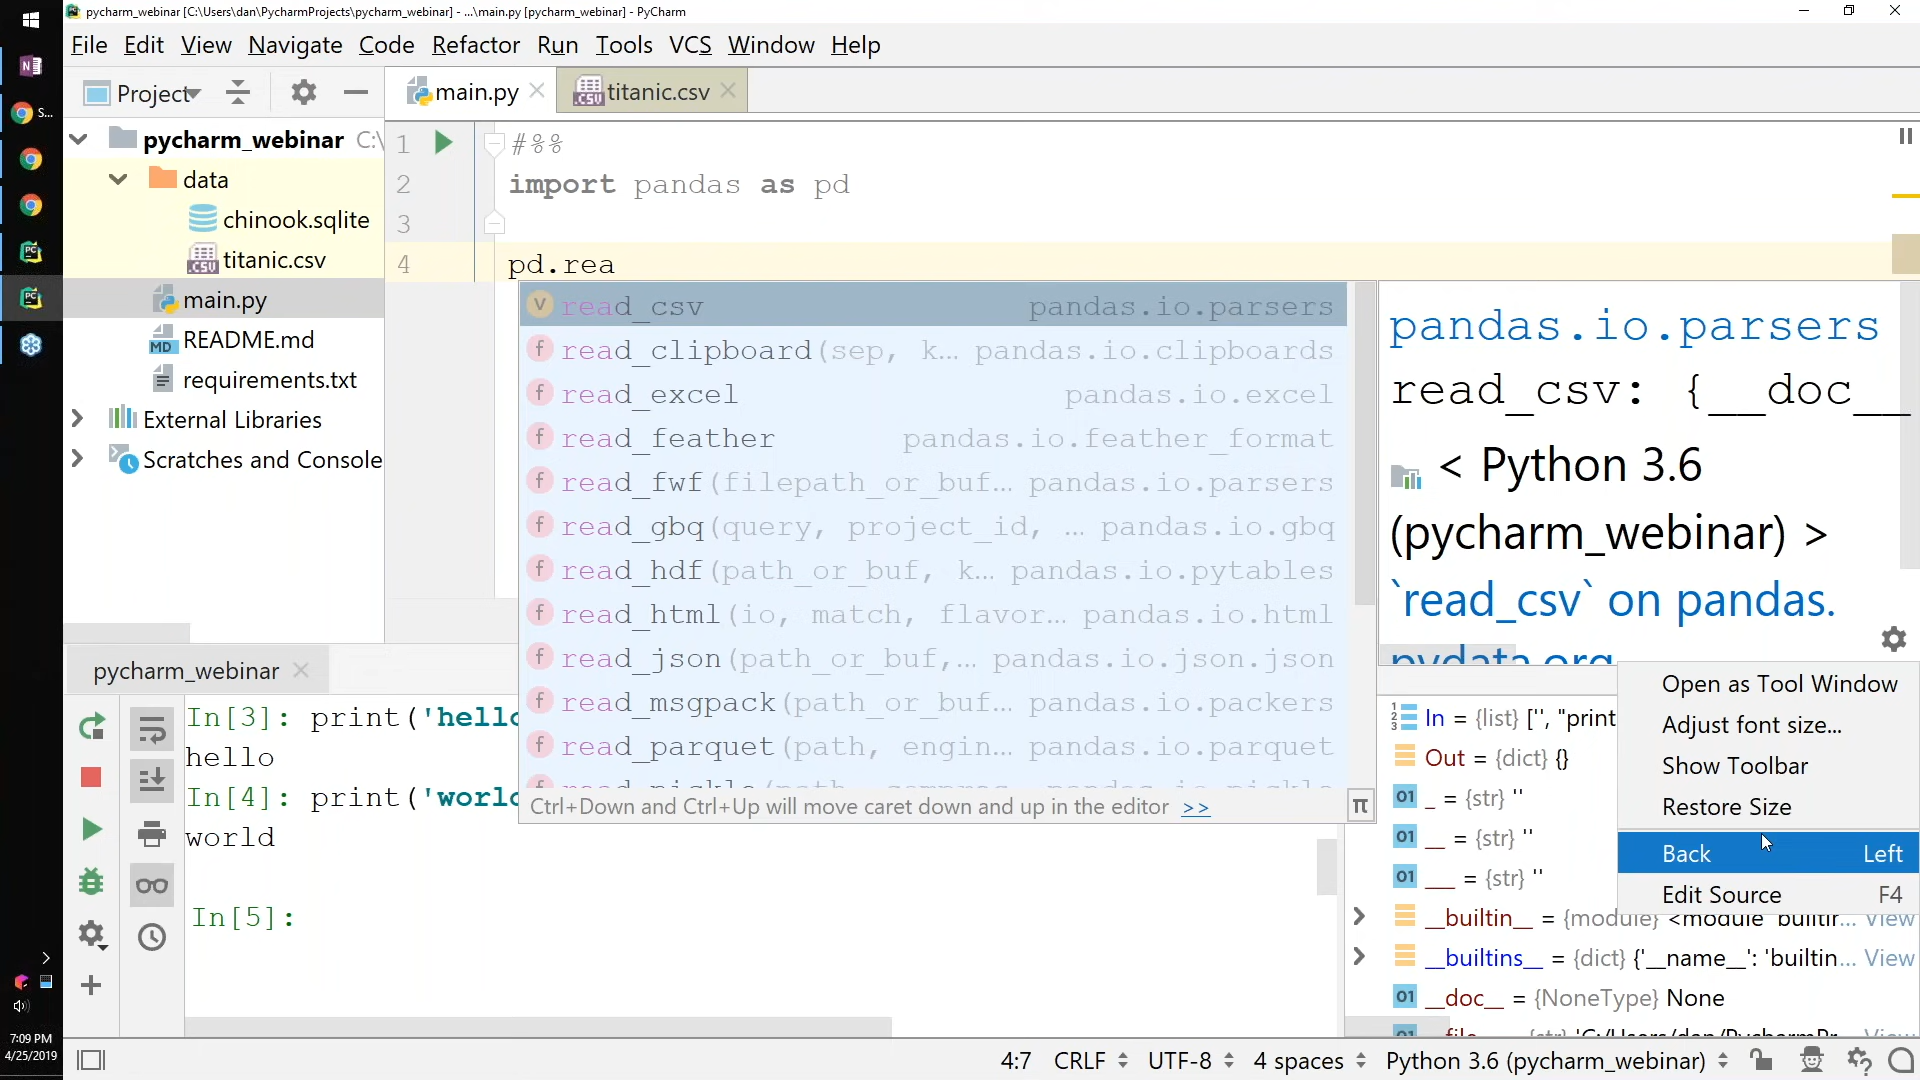 pycharm_webinar [C:\Users\dan\PycharmProjects\pycharm_webinar] - ...\main.py [pycharm_webinar] - PyCharm
File Edit View Navigate Code Refactor Run Tools VCS Window Help
Project
main.py
titanic.csv
pycharm_webinar C:\
data
chinook.sqlite
titanic.csv
main.py
README.md
requirements.txt
External Libraries
Scratches and Console
1 #%%
2 import pandas as pd
3
4 pd.rea
read_csv pandas.io.parsers
read_clipboard(sep, k... pandas.io.clipboards
read_excel pandas.io.excel
read_feather pandas.io.feather_format
read_fwf(filepath_or_buf... pandas.io.parsers
read_gbq(query, project_id, ... pandas.io.gbq
read_hdf(path_or_buf, k... pandas.io.pytables
read_html(io, match, flavor... pandas.io.html
read_json(path_or_buf,... pandas.io.json.json
read_msgpack(path_or_buf... pandas.io.packers
read_parquet(path, engin... pandas.io.parquet
Ctrl+Down and Ctrl+Up will move caret down and up in the editor >>
π
pandas.io.parsers
read_csv: {__doc__
< Python 3.6
(pycharm_webinar) >
`read_csv` on pandas.
pydata.org
Open as Tool Window
Adjust font size...
Show Toolbar
Restore Size
Back Left
Edit Source F4
pycharm_webinar
In[3]: print('hello
hello
In[4]: print('world
world
In[5]:
In = {list} ['', "print
Out = {dict} {}
_ = {str} ''
__ = {str} ''
___ = {str} ''
__builtin__ = {module} <module 'builtin... View
__builtins__ = {dict} {'__name__': 'builtin... View
__doc__ = {NoneType} None
7:09 PM
4/25/2019
4:7 CRLF UTF-8 4 spaces Python 3.6 (pycharm_webinar)